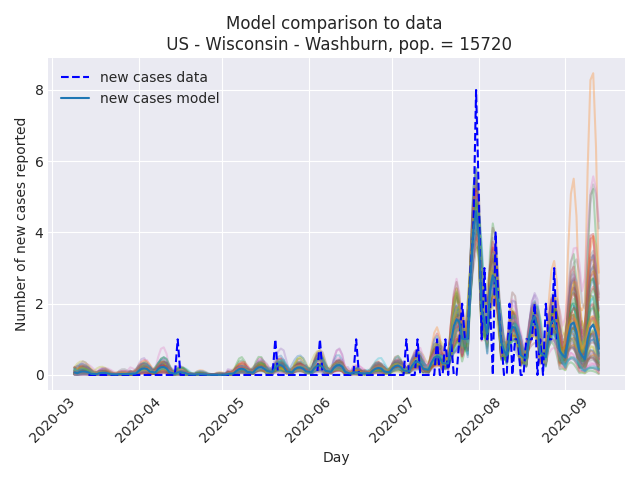 Model comparison to data
US - Wisconsin - Washburn, pop. = 15720
new cases data
new cases model
Number of new cases reported
8
6
4
2
0
2020-03
2020-04
2020-05
2020-06
2020-07
2020-08
2020-09
Day